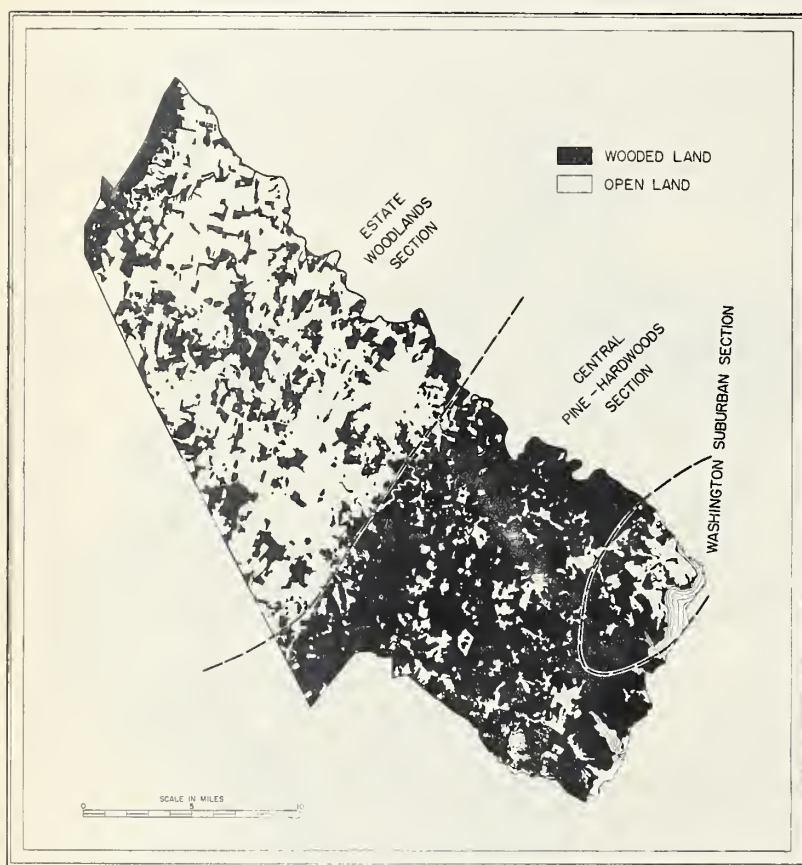 WOODED LAND
OPEN LAND
ESTATE
WOODLANDS
SECTION
CENTRAL
PINE-HARDWOODS
SECTION
WASHINGTON SUBURBAN SECTION
SCALE IN MILES
0 5 10